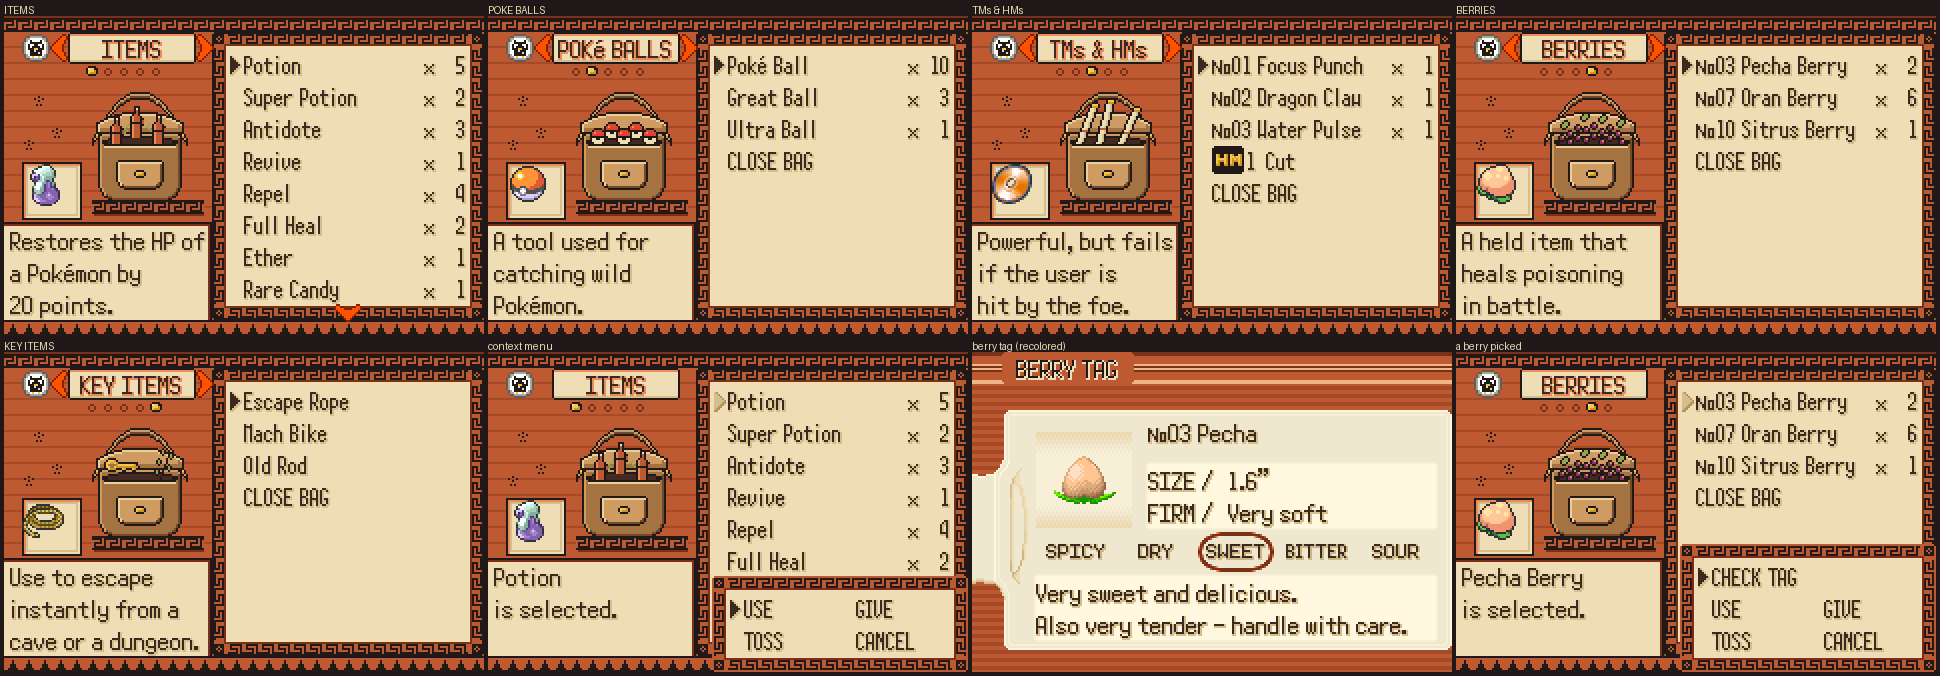 ITEMS
ITEMS
Potion × 5
Super Potion × 2
Antidote × 3
Revive × 1
Repel × 4
Full Heal × 2
Ether × 1
Rare Candy × 1
Restores the HP of
a Pokémon by
20 points.
POKE BALLS
POKé BALLS
Poké Ball × 10
Great Ball × 3
Ultra Ball × 1
CLOSE BAG
A tool used for
catching wild
Pokémon.
TMs & HMs
TMs & HMs
No01 Focus Punch × 1
No02 Dragon Claw × 1
No03 Water Pulse × 1
HM1 Cut
CLOSE BAG
Powerful, but fails
if the user is
hit by the foe.
BERRIES
BERRIES
No03 Pecha Berry × 2
No07 Oran Berry × 6
No10 Sitrus Berry × 1
CLOSE BAG
A held item that
heals poisoning
in battle.
KEY ITEMS
KEY ITEMS
Escape Rope
Mach Bike
Old Rod
CLOSE BAG
Use to escape
instantly from a
cave or a dungeon.
context menu
ITEMS
Potion × 5
Super Potion × 2
Antidote × 3
Revive × 1
Repel × 4
Full Heal × 2
Potion
is selected.
USE GIVE
TOSS CANCEL
berry tag (recolored)
BERRY TAG
No03 Pecha
SIZE / 1.6”
FIRM / Very soft
SPICY DRY SWEET BITTER SOUR
Very sweet and delicious.
Also very tender – handle with care.
a berry picked
BERRIES
No03 Pecha Berry × 2
No07 Oran Berry × 6
No10 Sitrus Berry × 1
CLOSE BAG
Pecha Berry
is selected.
CHECK TAG
USE GIVE
TOSS CANCEL